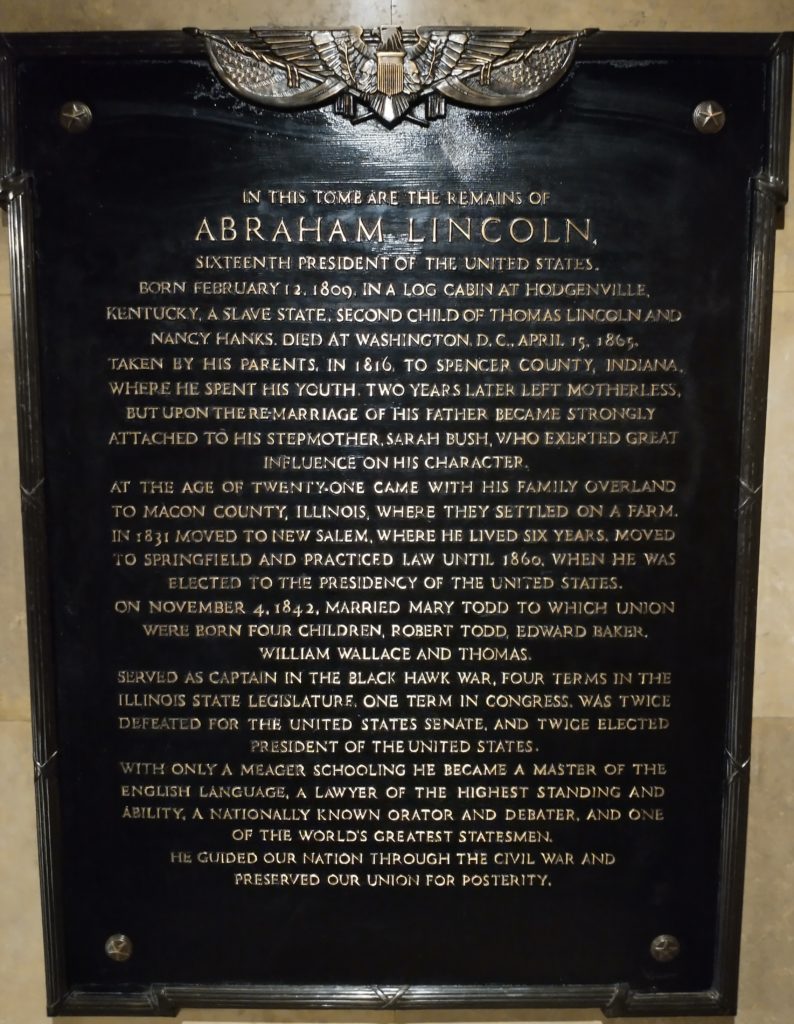 IN THIS TOMB ARE THE REMAINS OF
ABRAHAM LINCOLN,
SIXTEENTH PRESIDENT OF THE UNITED STATES.
BORN FEBRUARY 12, 1809, IN A LOG CABIN AT HODGENVILLE,
KENTUCKY, A SLAVE STATE, SECOND CHILD OF THOMAS LINCOLN AND
NANCY HANKS. DIED AT WASHINGTON, D.C., APRIL 15, 1865.
TAKEN BY HIS PARENTS, IN 1816, TO SPENCER COUNTY, INDIANA,
WHERE HE SPENT HIS YOUTH. TWO YEARS LATER LEFT MOTHERLESS,
BUT UPON THE RE-MARRIAGE OF HIS FATHER BECAME STRONGLY
ATTACHED TO HIS STEPMOTHER, SARAH BUSH, WHO EXERTED GREAT
INFLUENCE ON HIS CHARACTER.
AT THE AGE OF TWENTY-ONE CAME WITH HIS FAMILY OVERLAND
TO MACON COUNTY, ILLINOIS, WHERE THEY SETTLED ON A FARM.
IN 1831 MOVED TO NEW SALEM, WHERE HE LIVED SIX YEARS. MOVED
TO SPRINGFIELD AND PRACTICED LAW UNTIL 1860, WHEN HE WAS
ELECTED TO THE PRESIDENCY OF THE UNITED STATES.
ON NOVEMBER 4, 1842, MARRIED MARY TODD TO WHICH UNION
WERE BORN FOUR CHILDREN, ROBERT TODD, EDWARD BAKER,
WILLIAM WALLACE AND THOMAS.
SERVED AS CAPTAIN IN THE BLACK HAWK WAR, FOUR TERMS IN THE
ILLINOIS STATE LEGISLATURE, ONE TERM IN CONGRESS, WAS TWICE
DEFEATED FOR THE UNITED STATES SENATE, AND TWICE ELECTED
PRESIDENT OF THE UNITED STATES.
WITH ONLY A MEAGER SCHOOLING HE BECAME A MASTER OF THE
ENGLISH LANGUAGE, A LAWYER OF THE HIGHEST STANDING AND
ABILITY, A NATIONALLY KNOWN ORATOR AND DEBATER, AND ONE
OF THE WORLD'S GREATEST STATESMEN.
HE GUIDED OUR NATION THROUGH THE CIVIL WAR AND
PRESERVED OUR UNION FOR POSTERITY.